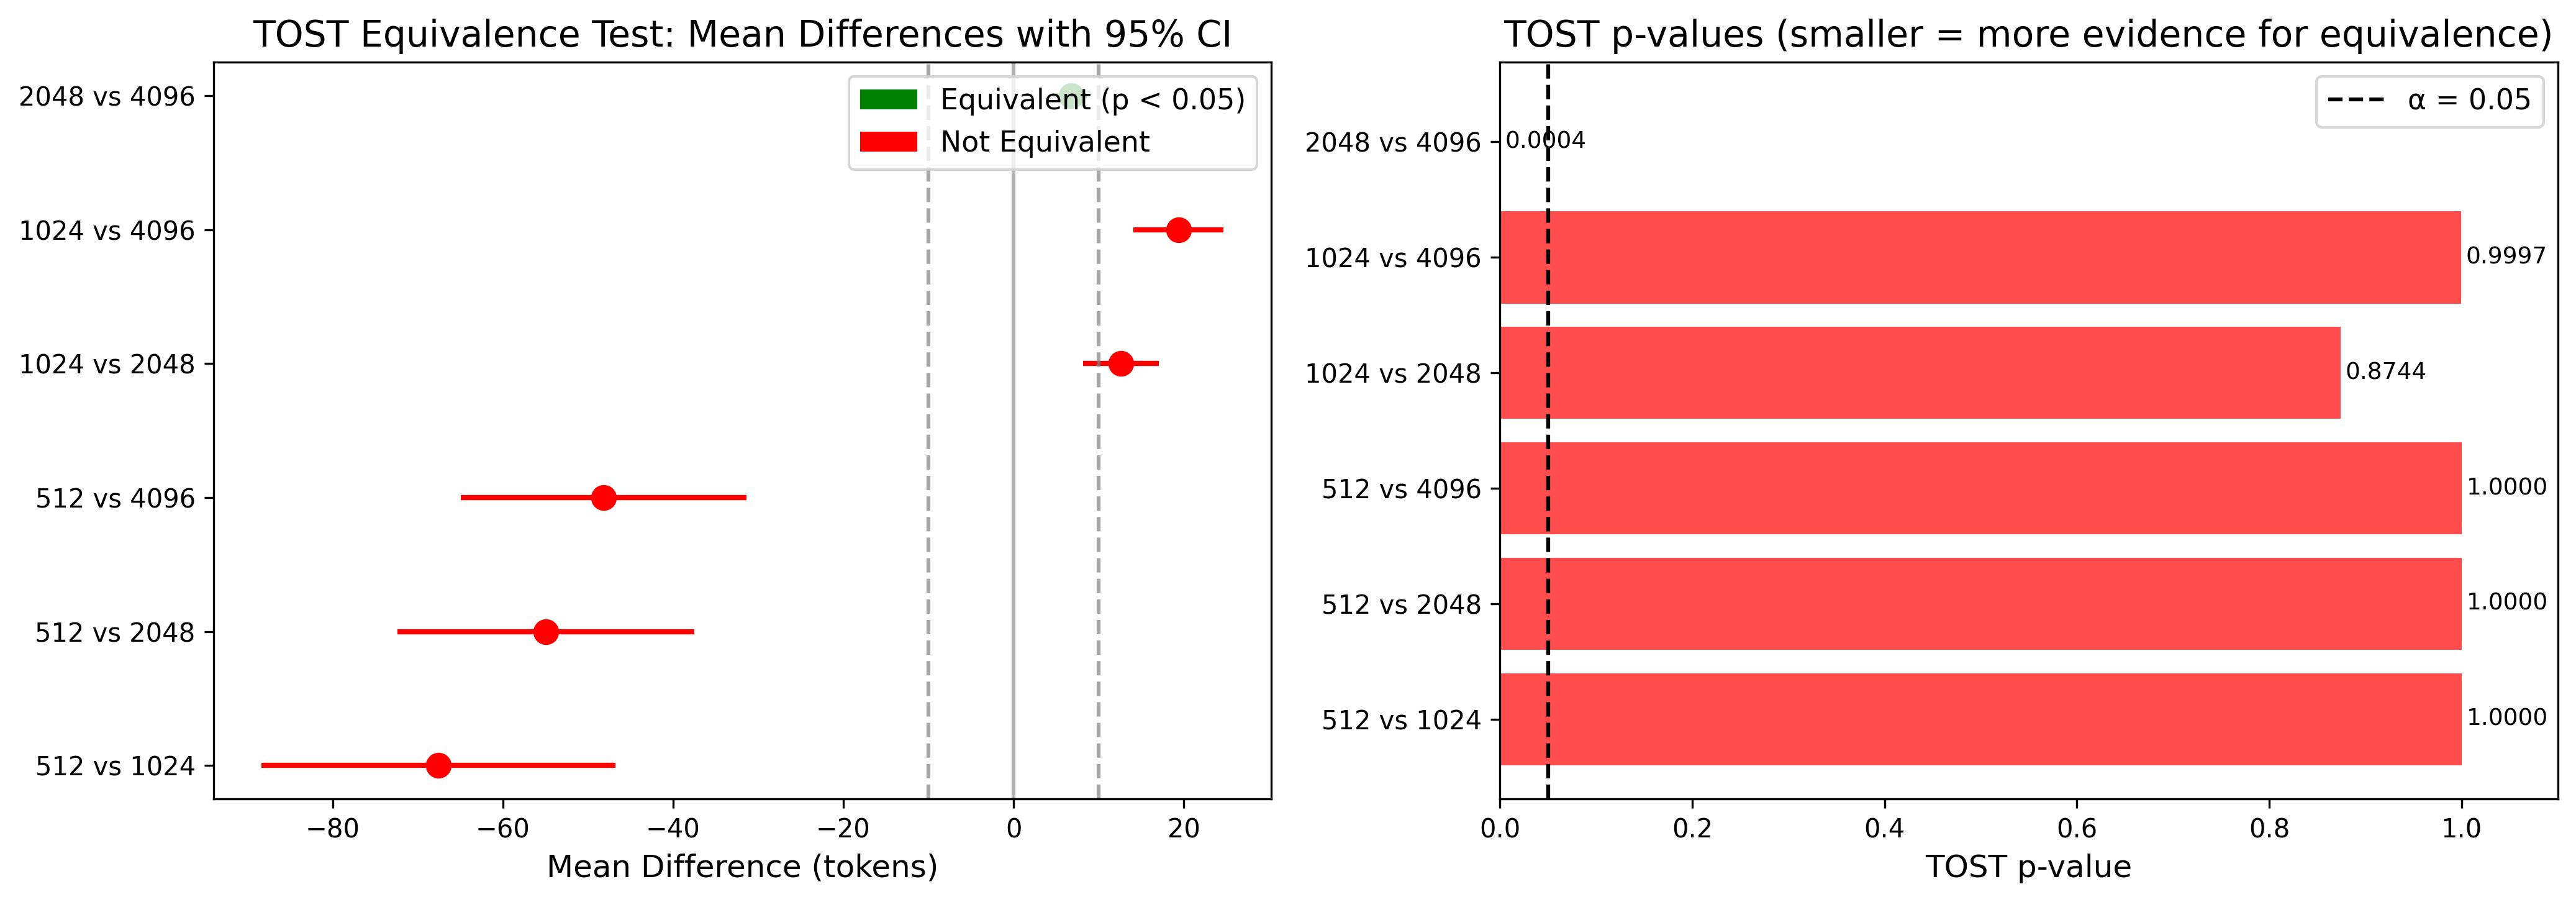 TOST Equivalence Test: Mean Differences with 95% CI
Equivalent (p < 0.05)
Not Equivalent
2048 vs 4096
1024 vs 4096
1024 vs 2048
512 vs 4096
512 vs 2048
512 vs 1024
−80 −60 −40 −20 0 20
Mean Difference (tokens)
TOST p-values (smaller = more evidence for equivalence)
α = 0.05
2048 vs 4096 0.0004
1024 vs 4096 0.9997
1024 vs 2048 0.8744
512 vs 4096 1.0000
512 vs 2048 1.0000
512 vs 1024 1.0000
0.0 0.2 0.4 0.6 0.8 1.0
TOST p-value